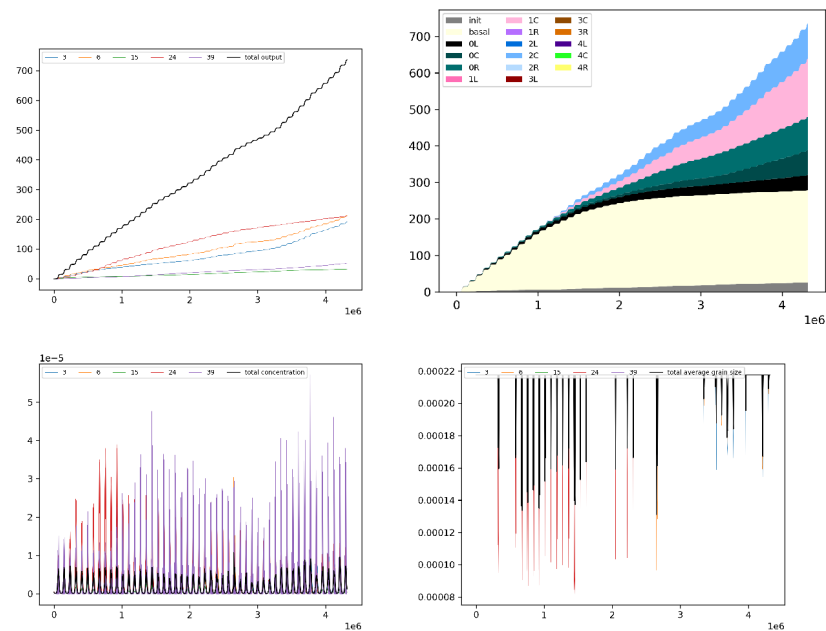 3 6 15 24 39 total output
700
600
500
400
300
200
100
0
0 1 2 3 4
1e6
init 1C 3C
basal 1R 3R
0L 2L 4L
0C 2C 4C
0R 2R 4R
1L 3L
700
600
500
400
300
200
100
0
0 1 2 3 4
1e6
1e−5
3 6 15 24 39 total concentration
5
4
3
2
1
0
0 1 2 3 4
1e6
3 6 15 24 39 total average grain size
0.00022
0.00020
0.00018
0.00016
0.00014
0.00012
0.00010
0.00008
0 1 2 3 4
1e6